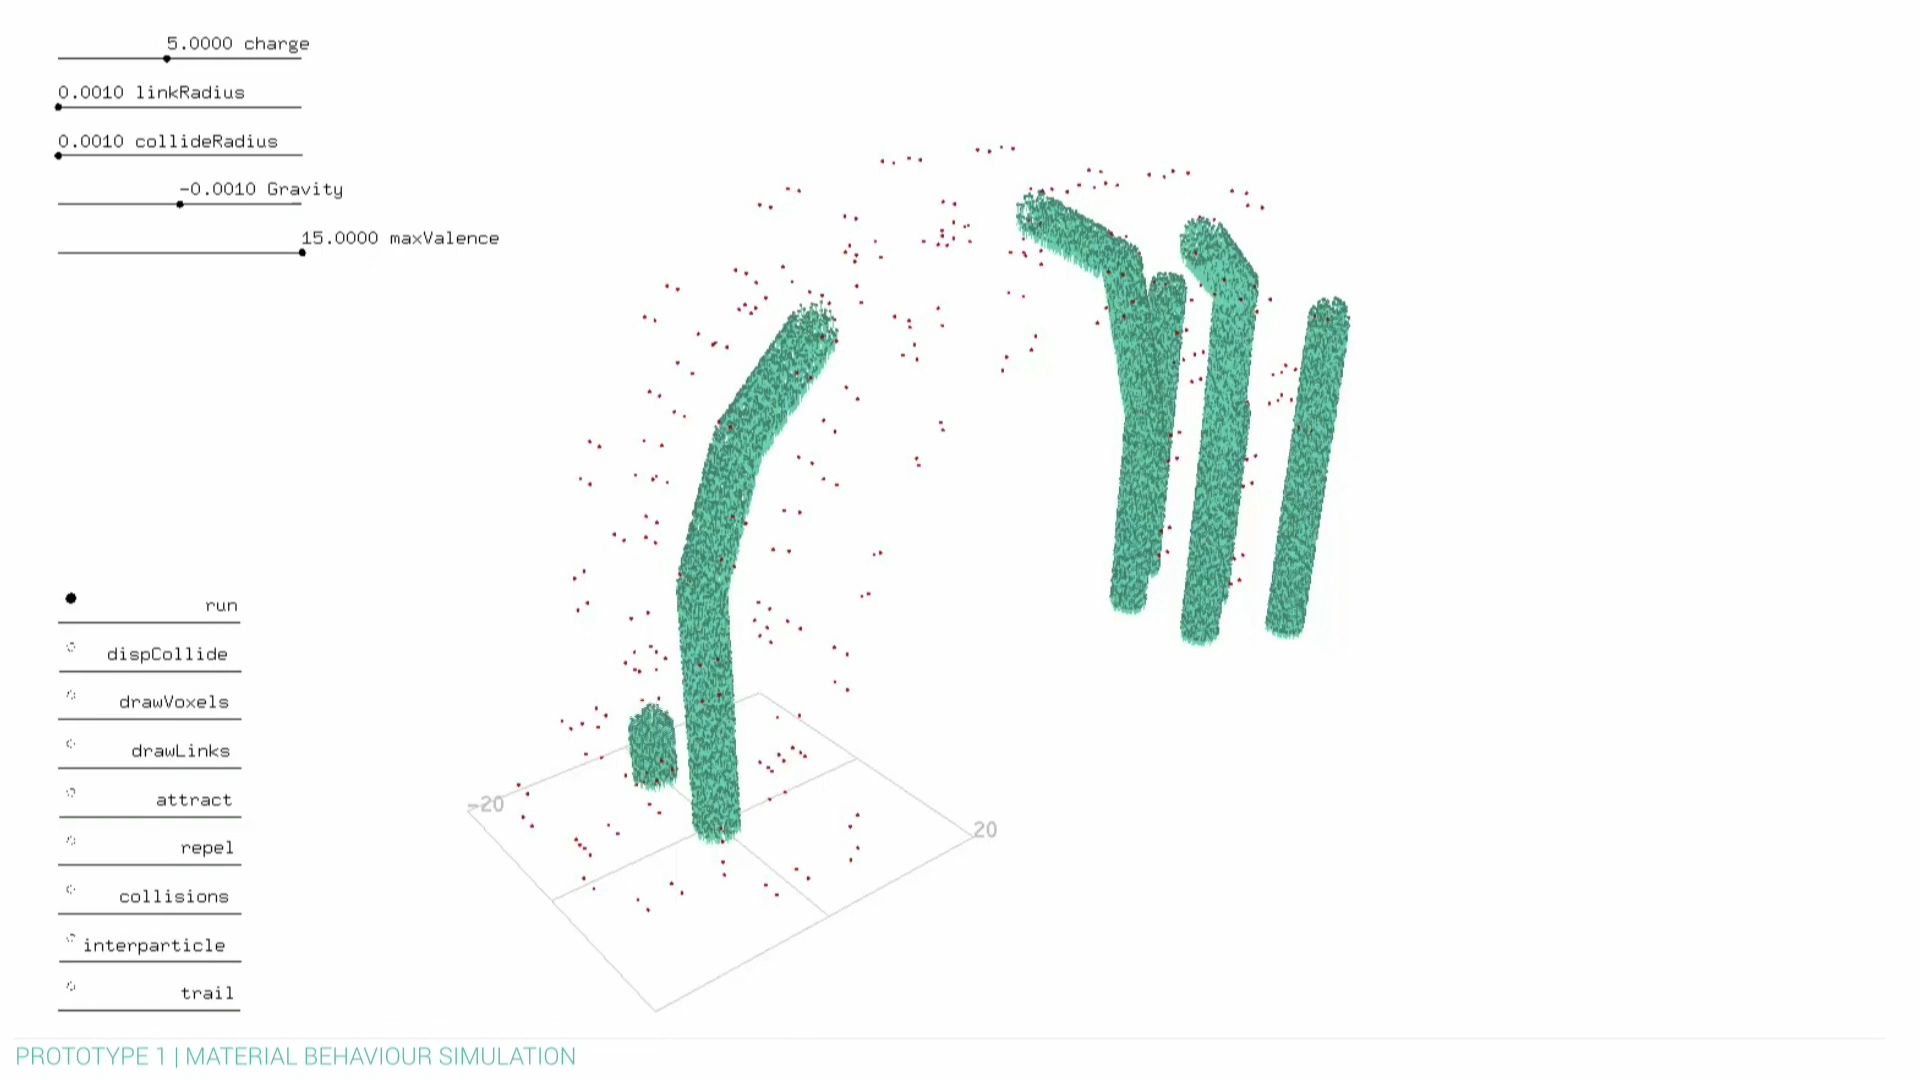 5.0000 charge
0.0010 linkRadius
0.0010 collideRadius
-0.0010 Gravity
15.0000 maxValence
run
dispCollide
drawVoxels
drawLinks
attract
repel
collisions
interparticle
trail
-20
20
PROTOTYPE 1 | MATERIAL BEHAVIOUR SIMULATION